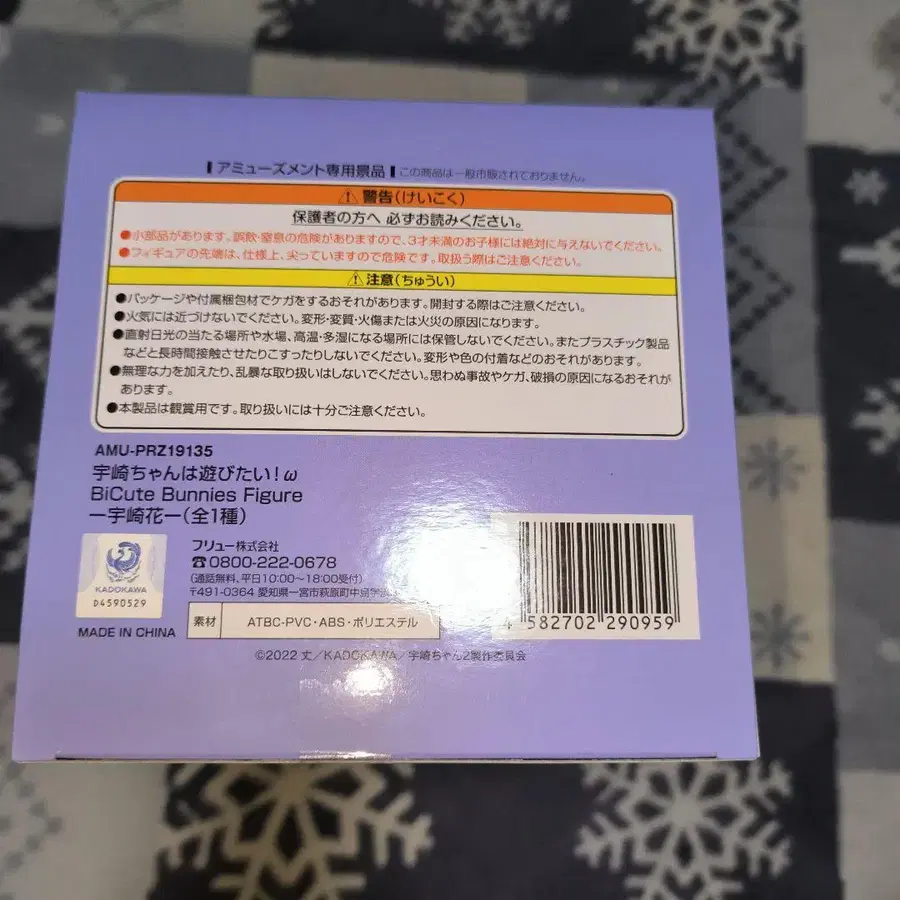 アミューズメント専用景品 この商品は一般市販されておりません。
警告(けいこく)
保護者の方へ 必ずお読みください。
●小部品があります。誤飲・窒息の危険がありますので、3才未満のお子様には絶対に与えないでください。
●フィギュアの先端は、仕様上、尖っていますので危険です。取扱う際はご注意ください。
注意(ちゅうい)
●パッケージや付属梱包材でケガをするおそれがあります。開封する際はご注意ください。
●火気には近づけないでください。変形・変質・火傷または火災の原因になります。
●直射日光の当たる場所や水場、高温・多湿になる場所には保管しないでください。またプラスチック製品
などと長時間接触させたりこすったりしないでください。変形や色の付着などのおそれがあります。
●無理な力を加えたり、乱暴な取り扱いはしないでください。思わぬ事故やケガ、破損の原因になるおそれが
あります。
●本製品は観賞用です。取り扱いには十分ご注意ください。
AMU-PRZ19135
宇崎ちゃんは遊びたい!ω
BiCute Bunnies Figure
ー宇崎花ー(全1種)
KADOKAWA
D4590529
MADE IN CHINA
フリュー株式会社
☎0800-222-0678
(通話無料、平日10:00~18:00受付)
〒491-0364 愛知県一宮市萩原町中島
素材 ATBC-PVC・ABS・ポリエステル
4 582702 290959
©2022 丈/KADOKAWA/宇崎ちゃん2製作委員会